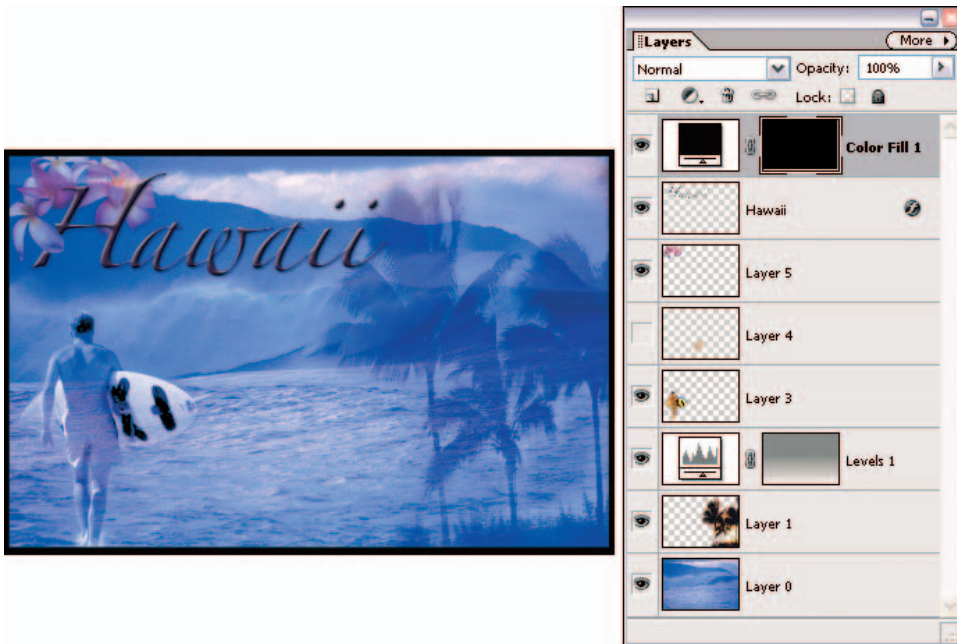 Hawaii
Layers
More
Normal
Opacity: 100%
Lock:
Color Fill 1
Hawaii
Layer 5
Layer 4
Layer 3
Levels 1
Layer 1
Layer 0